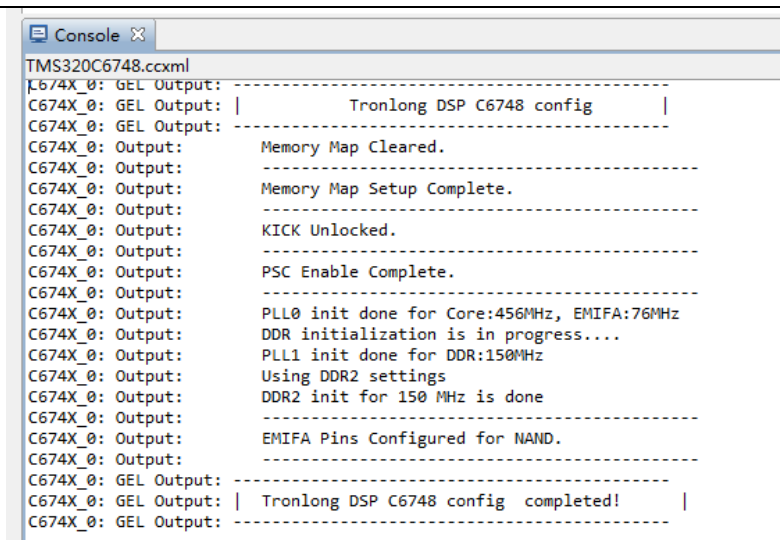 Console
TMS320C6748.ccxml
C674X_0: GEL Output: ---------------------------------------------
C674X_0: GEL Output: |           Tronlong DSP C6748 config       |
C674X_0: GEL Output: ---------------------------------------------
C674X_0: Output:        Memory Map Cleared.
C674X_0: Output:        ---------------------------------------------
C674X_0: Output:        Memory Map Setup Complete.
C674X_0: Output:        ---------------------------------------------
C674X_0: Output:        KICK Unlocked.
C674X_0: Output:        ---------------------------------------------
C674X_0: Output:        PSC Enable Complete.
C674X_0: Output:        ---------------------------------------------
C674X_0: Output:        PLL0 init done for Core:456MHz, EMIFA:76MHz
C674X_0: Output:        DDR initialization is in progress....
C674X_0: Output:        PLL1 init done for DDR:150MHz
C674X_0: Output:        Using DDR2 settings
C674X_0: Output:        DDR2 init for 150 MHz is done
C674X_0: Output:        ---------------------------------------------
C674X_0: Output:        EMIFA Pins Configured for NAND.
C674X_0: Output:        ---------------------------------------------
C674X_0: GEL Output: ---------------------------------------------
C674X_0: GEL Output: |  Tronlong DSP C6748 config  completed!      |
C674X_0: GEL Output: ---------------------------------------------